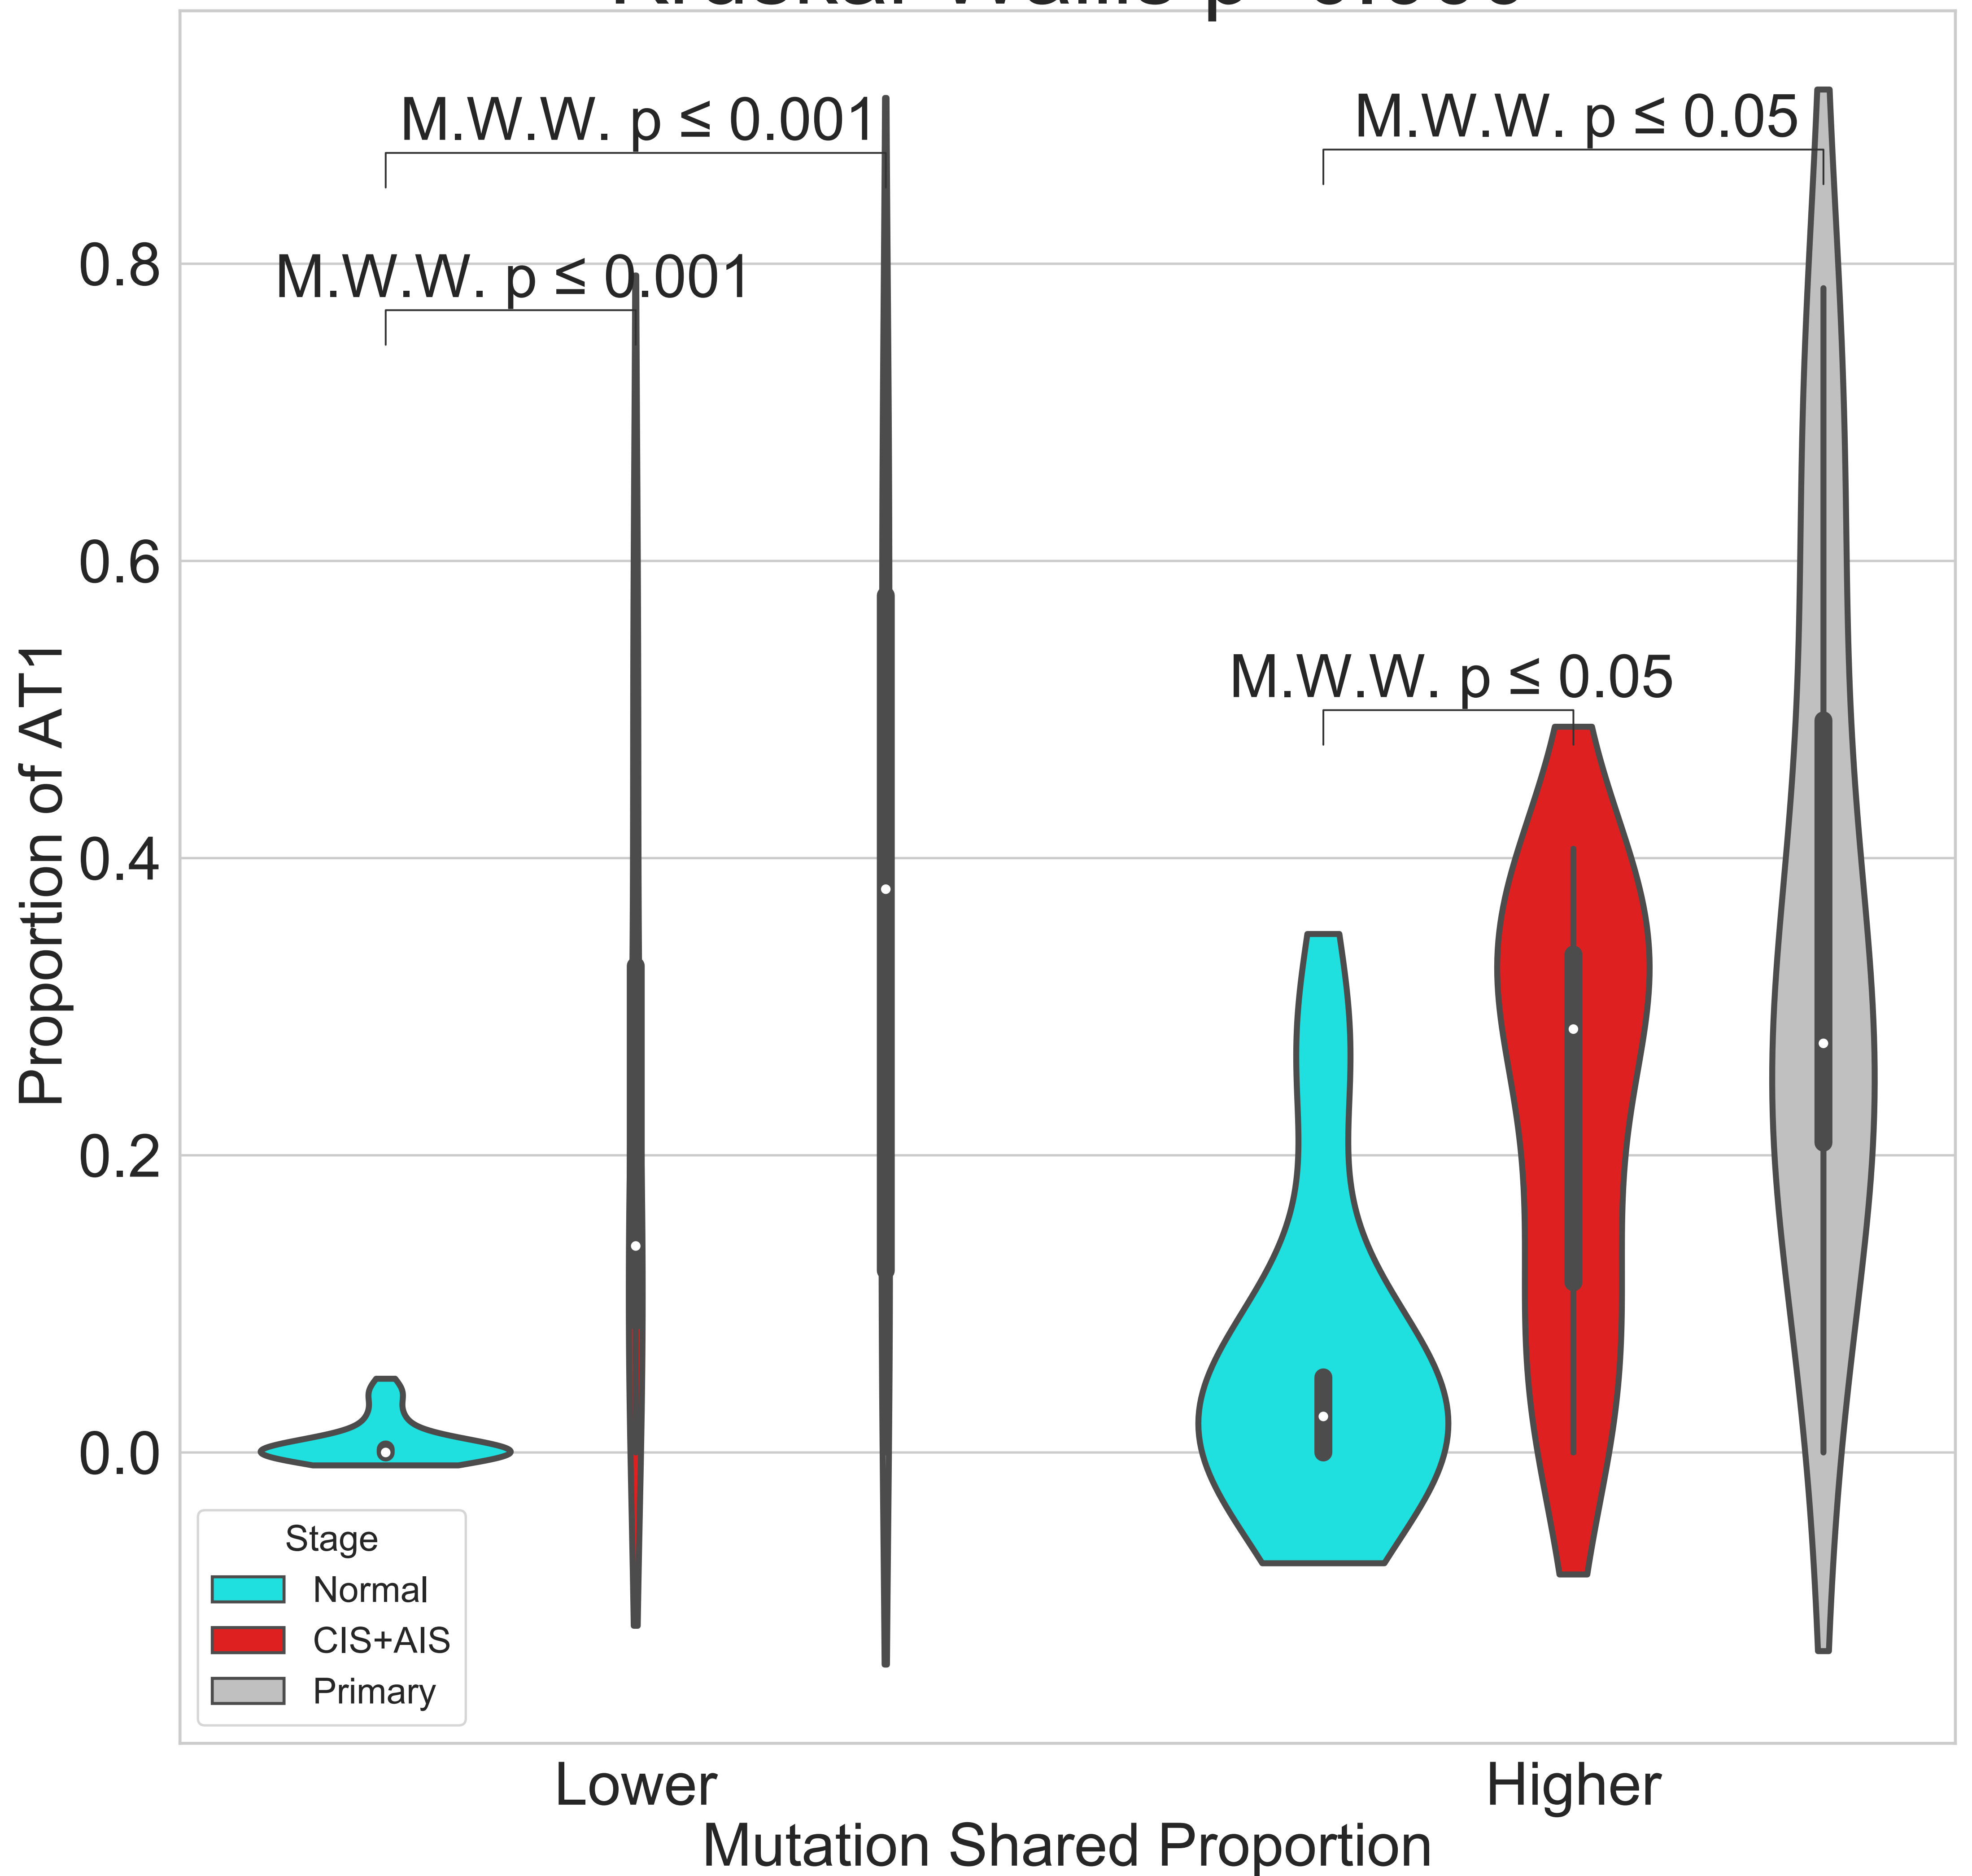 M.W.W. p ≤ 0.001
M.W.W. p ≤ 0.05
M.W.W. p ≤ 0.001
M.W.W. p ≤ 0.05
Proportion of AT1
0.8
0.6
0.4
0.2
0.0
Stage
Normal
CIS+AIS
Primary
Lower
Higher
Mutation Shared Proportion